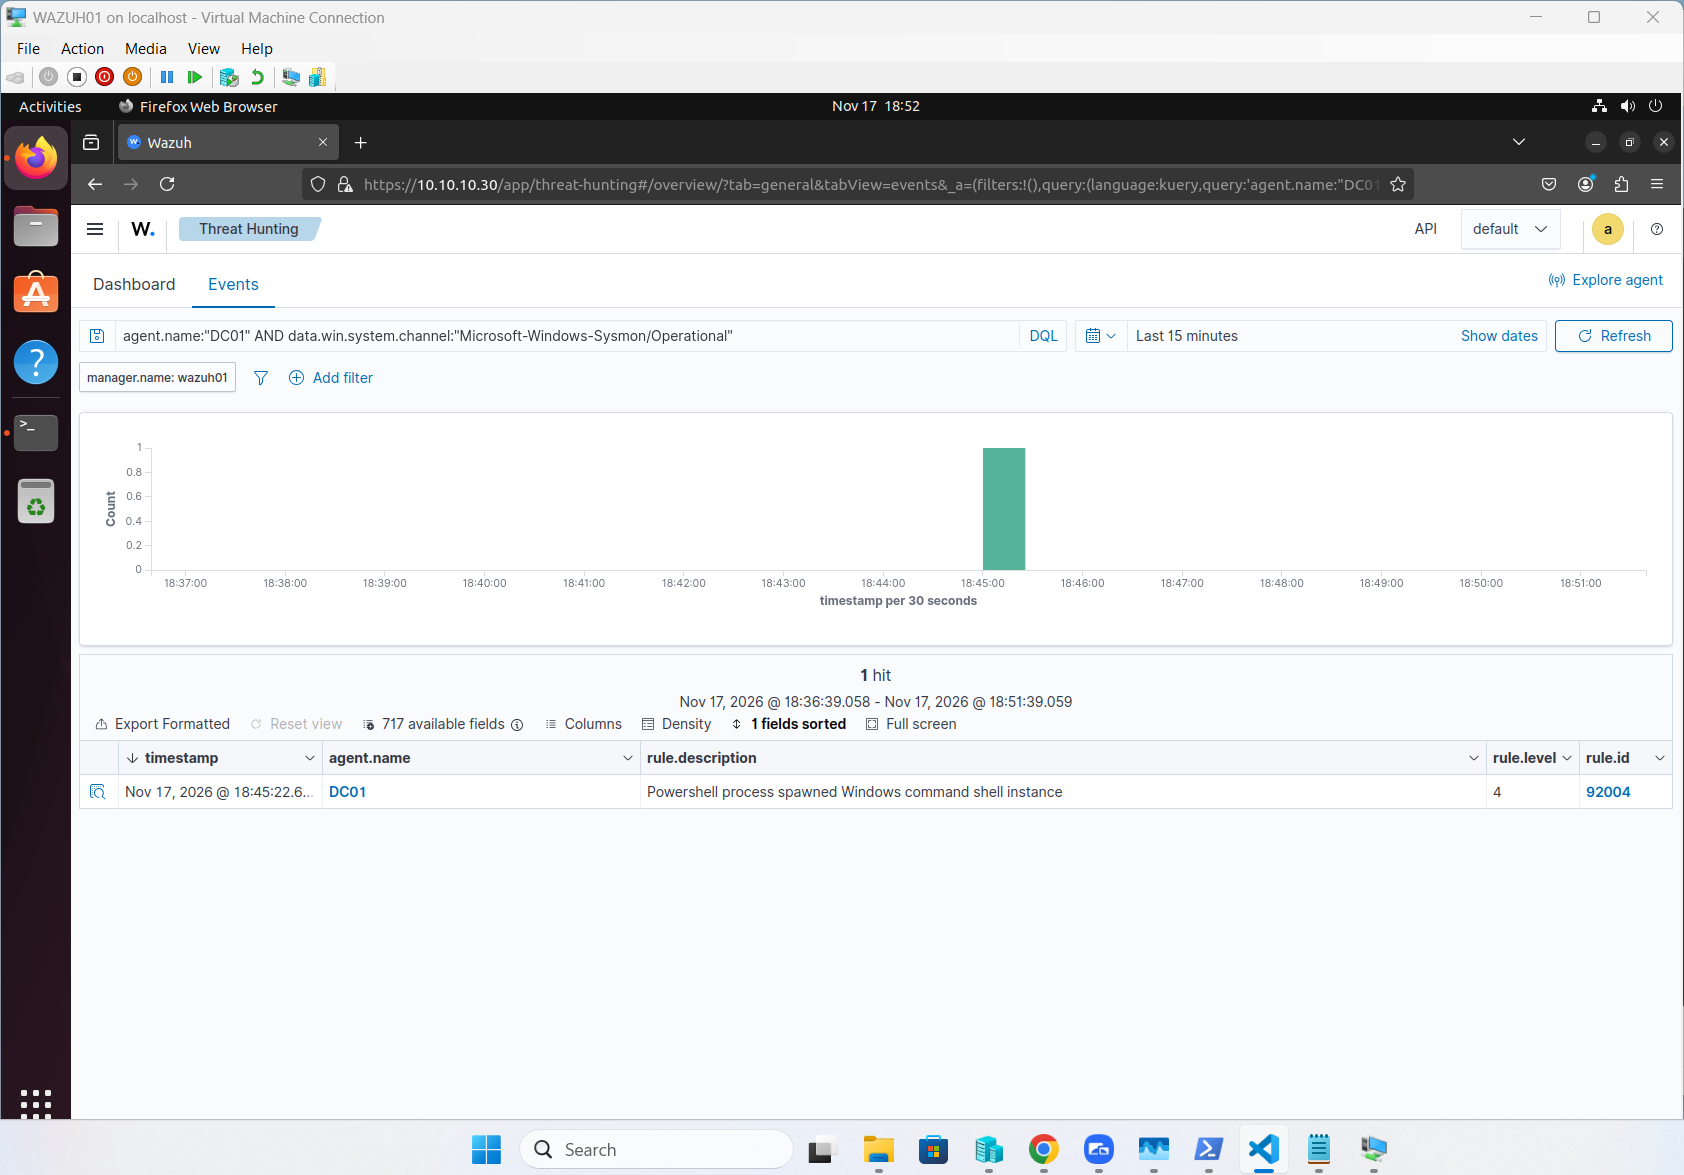 WAZUH01 on localhost - Virtual Machine Connection
File Action Media View Help
Activities Firefox Web Browser Nov 17 18:52
Wazuh
https://10.10.10.30/app/threat-hunting#/overview/?tab=general&tabView=events&_a=(filters:!(),query:(language:kuery,query:'agent.name:"DC01
W. Threat Hunting API default a
Dashboard Events Explore agent
agent.name:"DC01" AND data.win.system.channel:"Microsoft-Windows-Sysmon/Operational" DQL Last 15 minutes Show dates Refresh
manager.name: wazuh01 Add filter
1
0.8
0.6
0.4
0.2
0
Count
18:37:00 18:38:00 18:39:00 18:40:00 18:41:00 18:42:00 18:43:00 18:44:00 18:45:00 18:46:00 18:47:00 18:48:00 18:49:00 18:50:00 18:51:00
timestamp per 30 seconds
1 hit
Nov 17, 2026 @ 18:36:39.058 - Nov 17, 2026 @ 18:51:39.059
Export Formatted Reset view 717 available fields Columns Density 1 fields sorted Full screen
timestamp agent.name rule.description rule.level rule.id
Nov 17, 2026 @ 18:45:22.6... DC01 Powershell process spawned Windows command shell instance 4 92004
Search